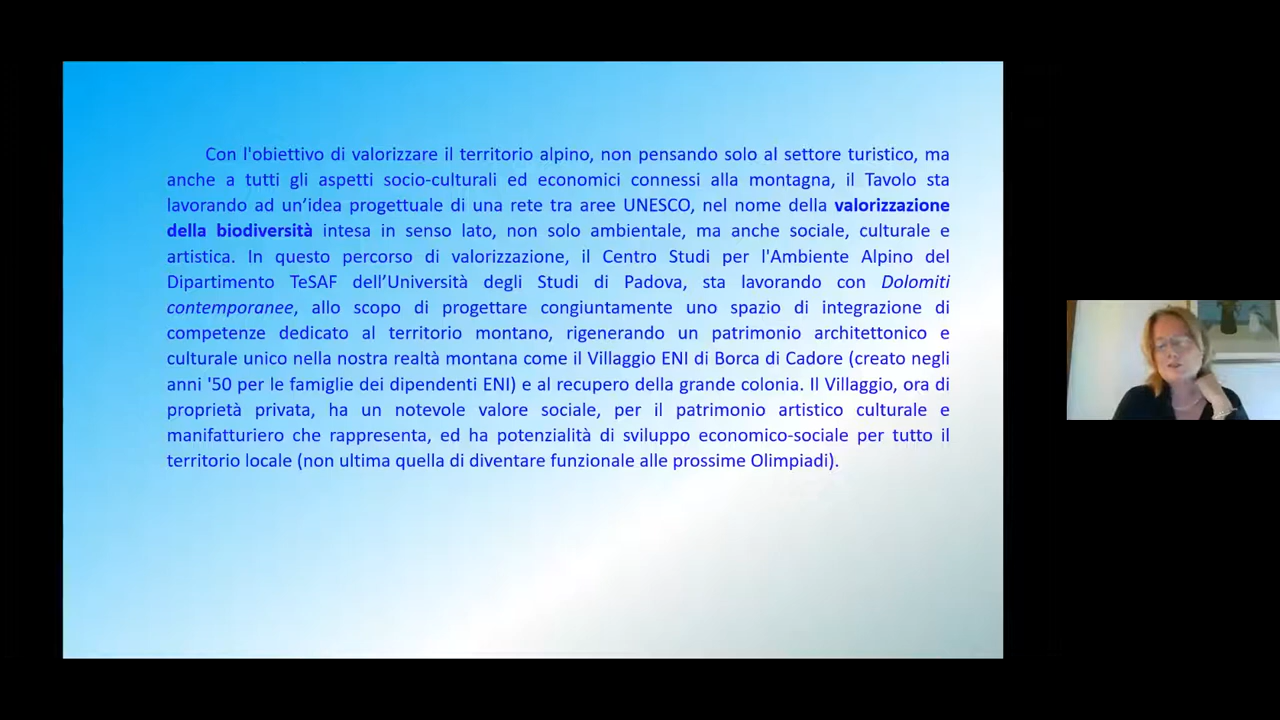 Con l'obiettivo di valorizzare il territorio alpino, non pensando solo al settore turistico, ma
anche a tutti gli aspetti socio-culturali ed economici connessi alla montagna, il Tavolo sta
lavorando ad un’idea progettuale di una rete tra aree UNESCO, nel nome della valorizzazione
della biodiversità intesa in senso lato, non solo ambientale, ma anche sociale, culturale e
artistica. In questo percorso di valorizzazione, il Centro Studi per l'Ambiente Alpino del
Dipartimento TeSAF dell’Università degli Studi di Padova, sta lavorando con Dolomiti
contemporanee, allo scopo di progettare congiuntamente uno spazio di integrazione di
competenze dedicato al territorio montano, rigenerando un patrimonio architettonico e
culturale unico nella nostra realtà montana come il Villaggio ENI di Borca di Cadore (creato negli
anni '50 per le famiglie dei dipendenti ENI) e al recupero della grande colonia. Il Villaggio, ora di
proprietà privata, ha un notevole valore sociale, per il patrimonio artistico culturale e
manifatturiero che rappresenta, ed ha potenzialità di sviluppo economico-sociale per tutto il
territorio locale (non ultima quella di diventare funzionale alle prossime Olimpiadi).